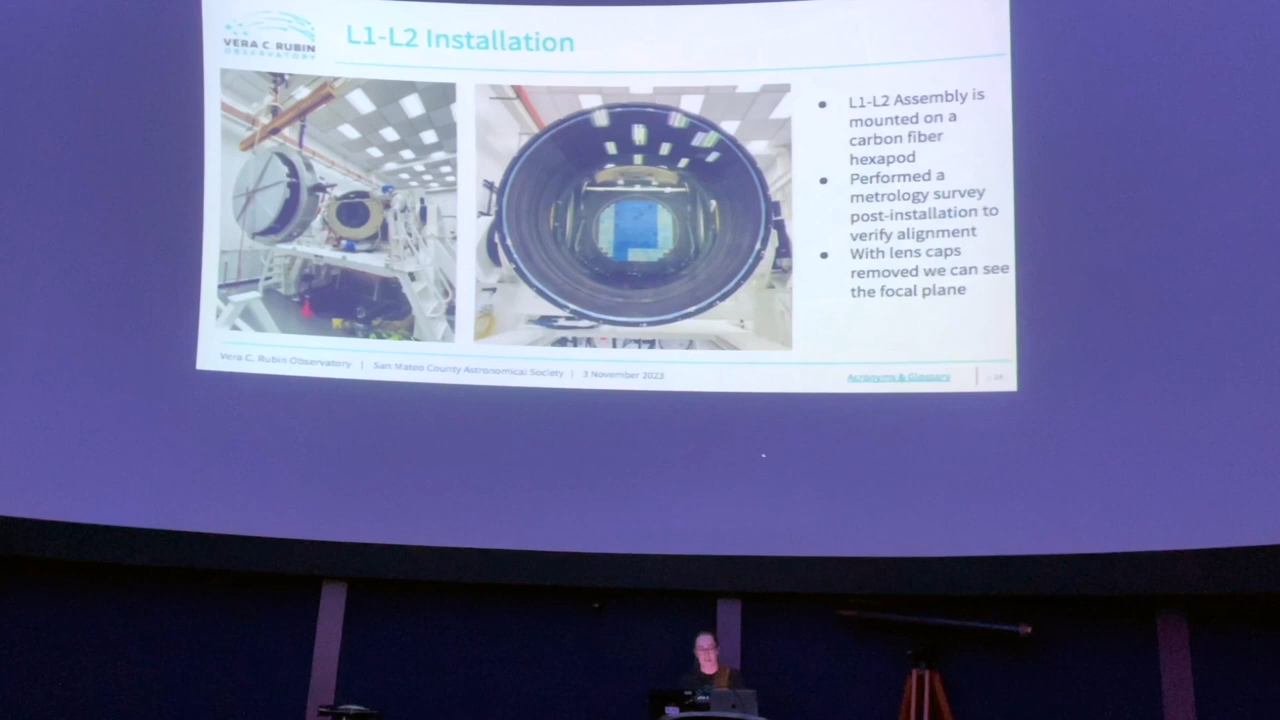 VERA C. RUBIN
OBSERVATORY
L1-L2 Installation
● L1-L2 Assembly is
mounted on a
carbon fiber
hexapod
● Performed a
metrology survey
post-installation to
verify alignment
● With lens caps
removed we can see
the focal plane
Vera C. Rubin Observatory | San Mateo County Astronomical Society | 3 November 2023
Acronyms & Glossary